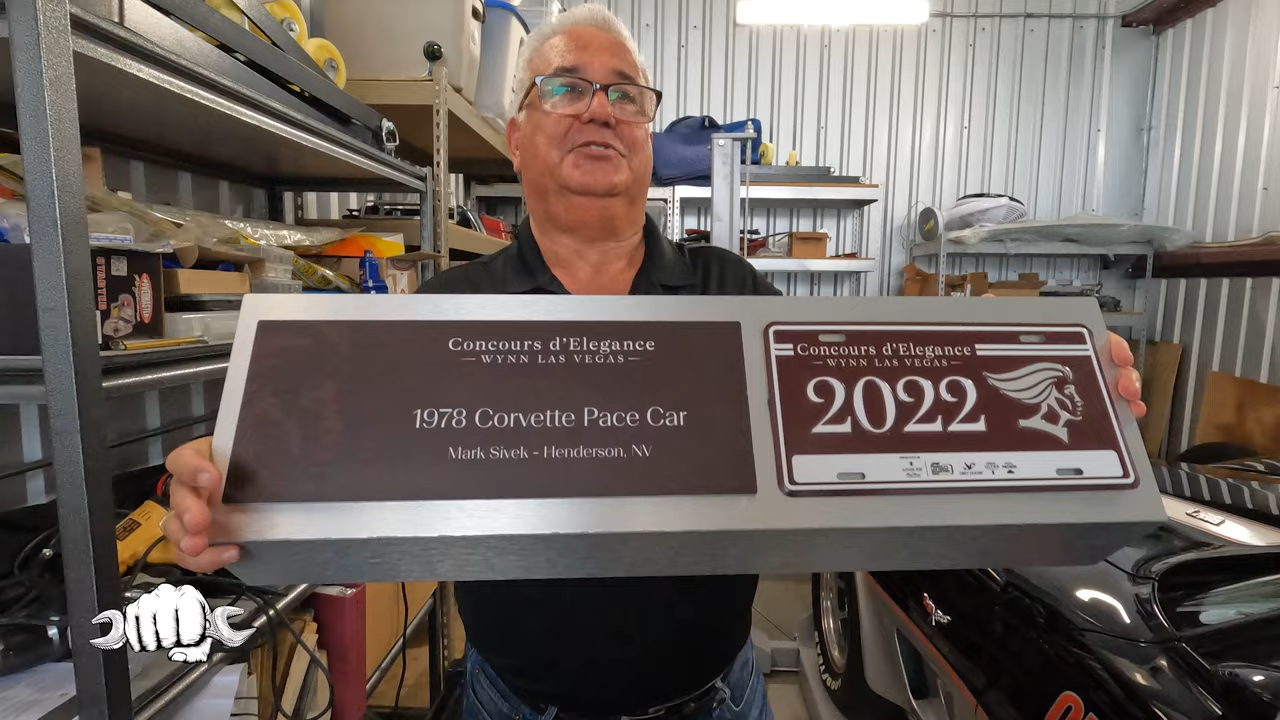 Concours d'Elegance
WYNN LAS VEGAS
1978 Corvette Pace Car
Mark Sivek - Henderson, NV
Concours d'Elegance
WYNN LAS VEGAS
2022